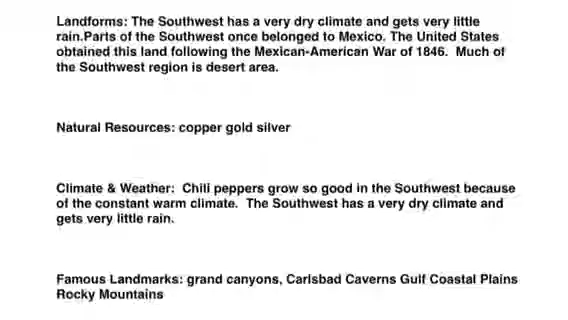 Landforms: The Southwest has a very dry climate and gets very little
rain.Parts of the Southwest once belonged to Mexico. The United States
obtained this land following the Mexican-American War of 1846.  Much of
the Southwest region is desert area.
Natural Resources: copper gold silver
Climate & Weather:  Chili peppers grow so good in the Southwest because
of the constant warm climate.  The Southwest has a very dry climate and
gets very little rain.
Famous Landmarks: grand canyons, Carlsbad Caverns Gulf Coastal Plains
Rocky Mountains